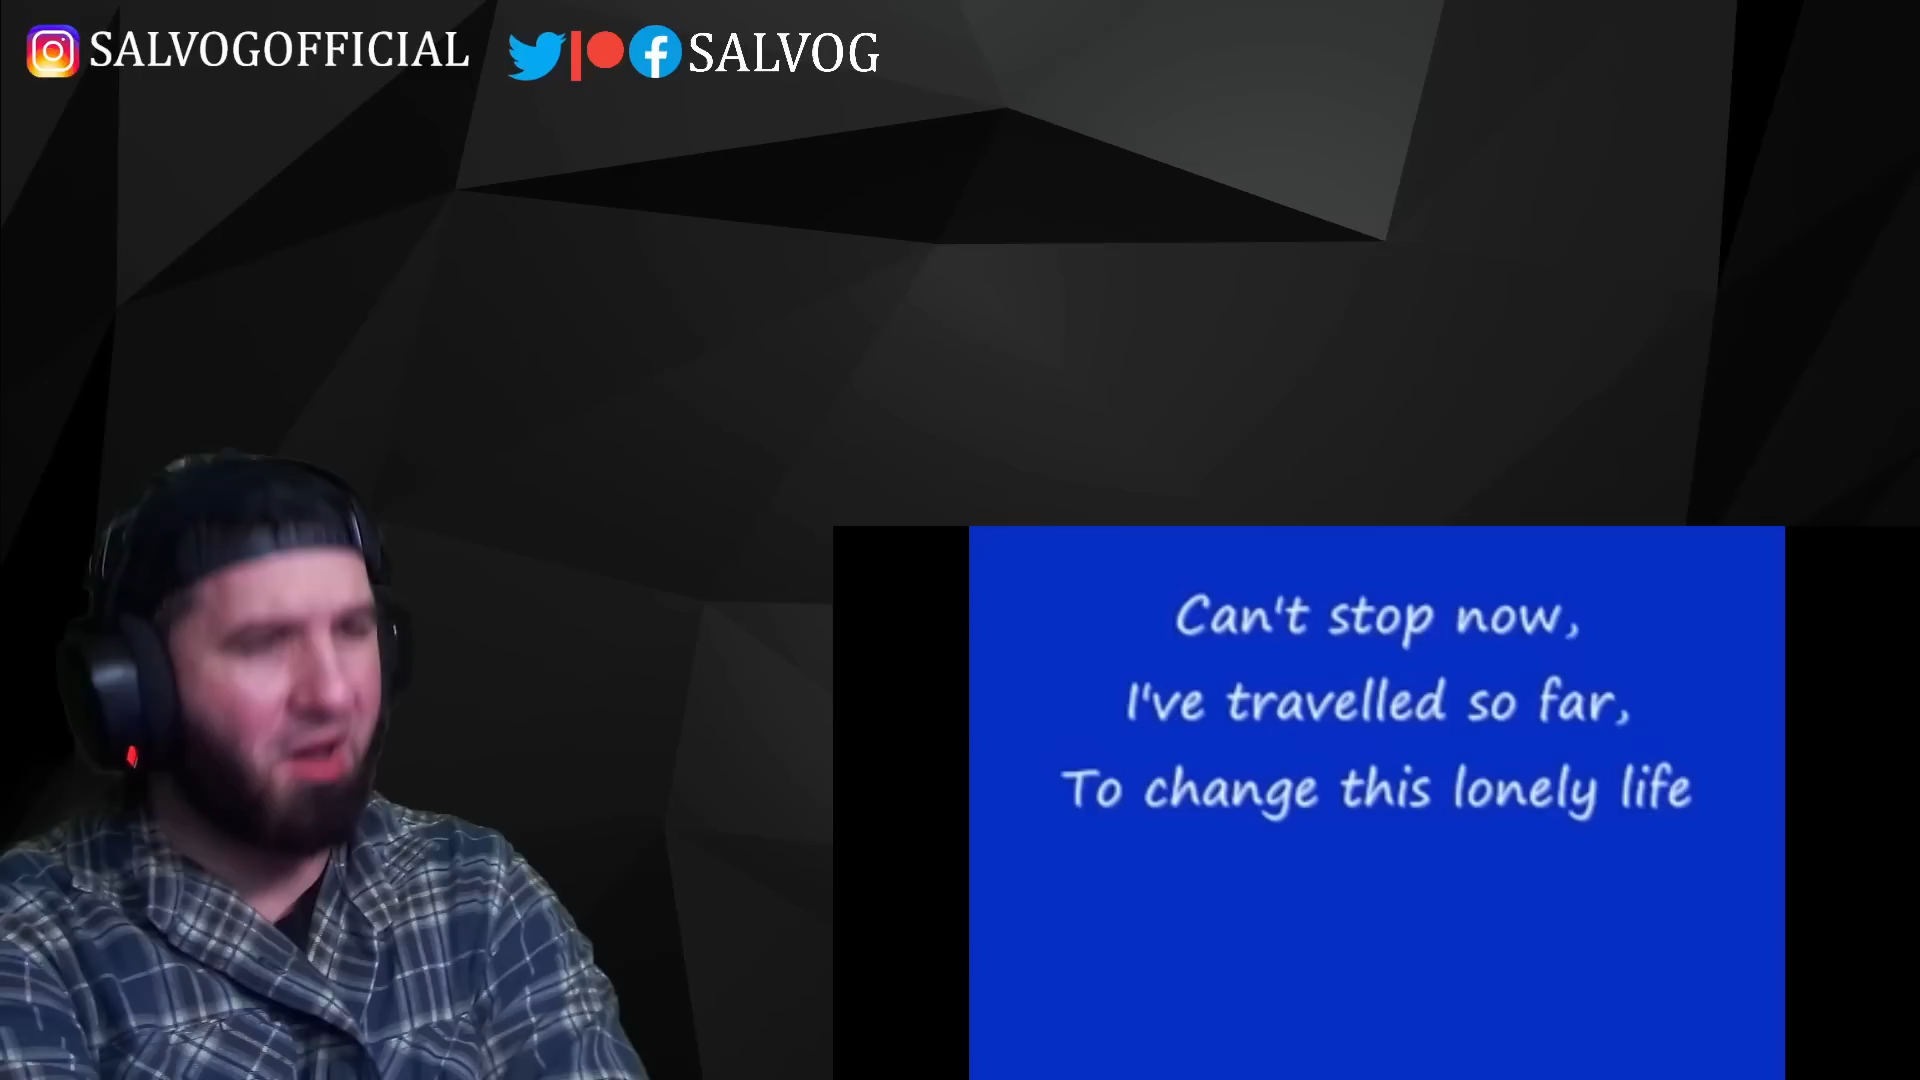 SALVOGOFFICIAL SALVOG
Can't stop now,
I've travelled so far,
To change this lonely life